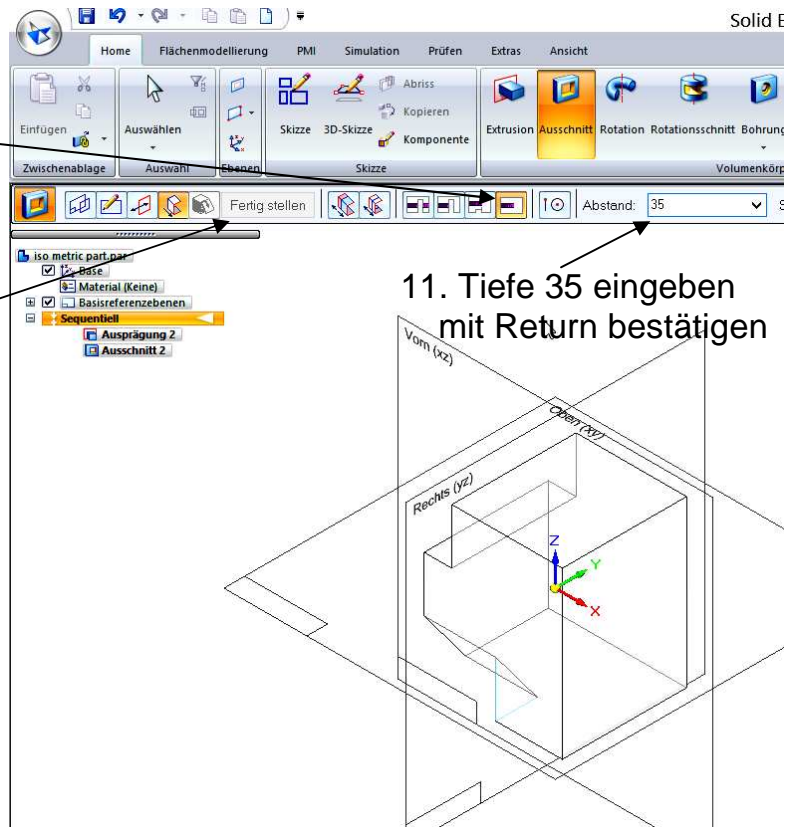 Solid E
Home Flächenmodellierung PMI Simulation Prüfen Extras Ansicht
Abriss
Kopieren
Einfügen Auswählen Skizze 3D-Skizze Komponente Extrusion Ausschnitt Rotation Rotationsschnitt Bohrung
Zwischenablage Auswahl Ebenen Skizze Volumenkörp
Fertig stellen Abstand: 35 S
iso metric part.par
Base
Material (Keine)
Basisreferenzebenen
Sequentiell
Ausprägung 2
Ausschnitt 2
11. Tiefe 35 eingeben
mit Return bestätigen
Vorn (xz)
Oben (xy)
Rechts (yz)
Z
Y
X